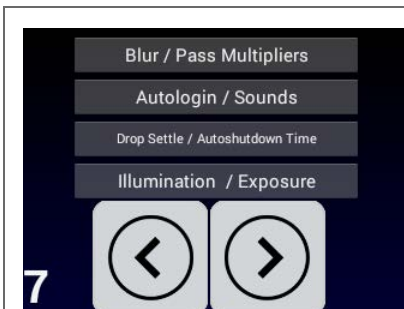 Blur / Pass Multipliers
Autologin / Sounds
Drop Settle / Autoshutdown Time
Illumination / Exposure
7